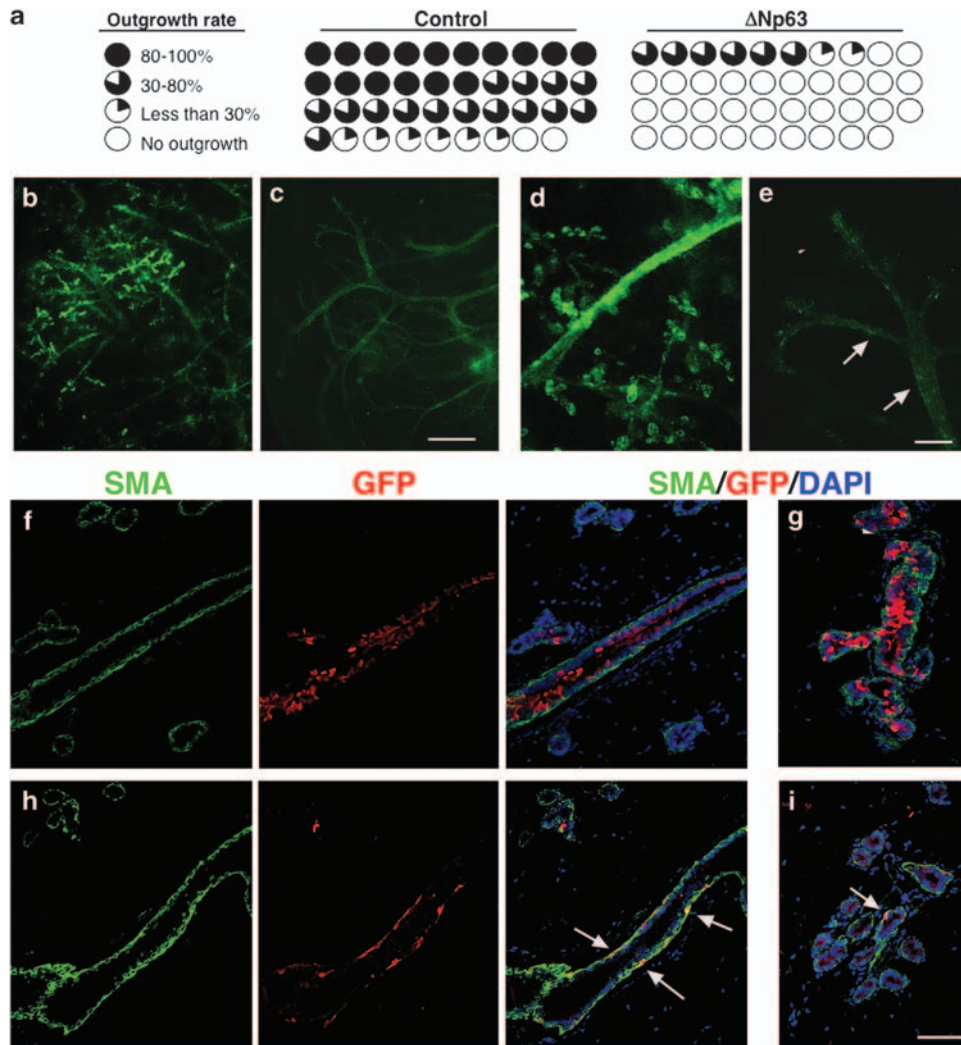 a
Outgrowth rate
Control
ΔNp63
80-100%
30-80%
Less than 30%
No outgrowth
b
c
d
e
SMA
GFP
SMA/GFP/DAPI
f
g
h
i